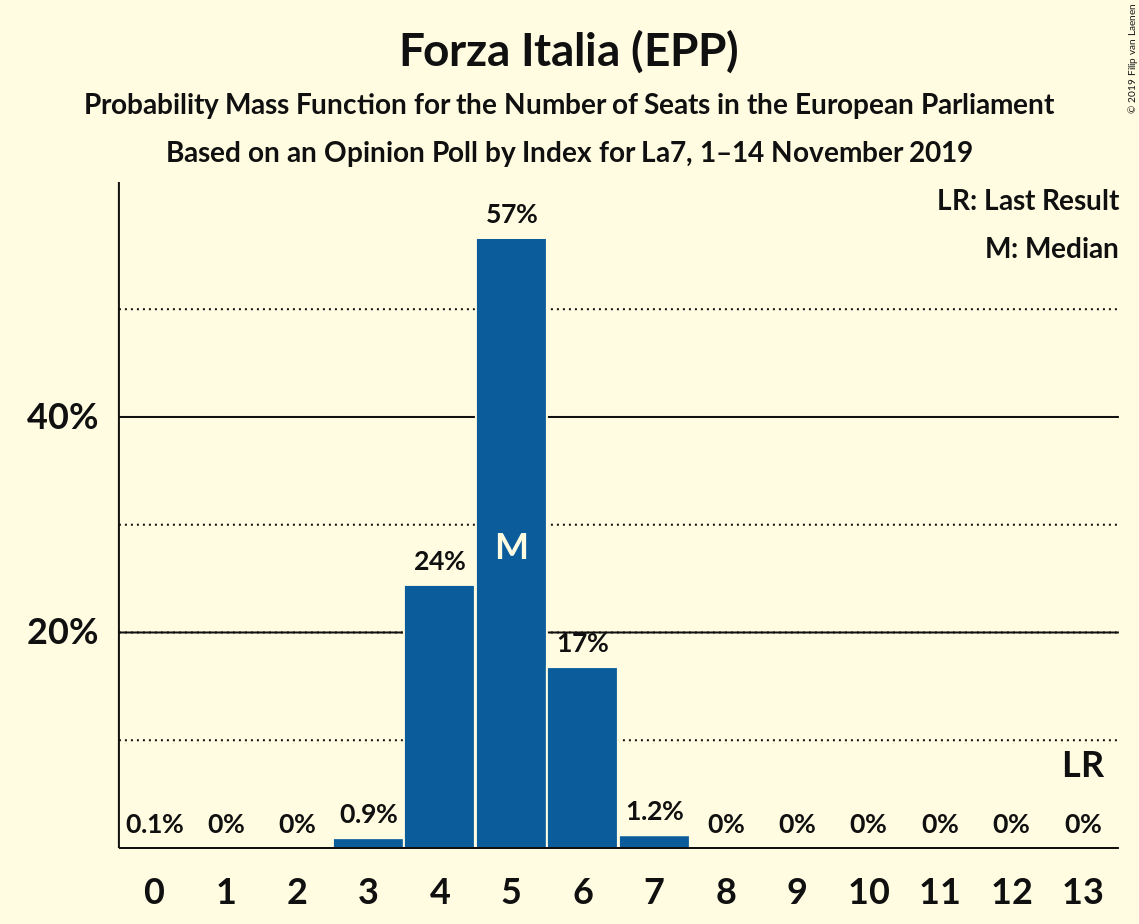 Forza Italia (EPP)
Probability Mass Function for the Number of Seats in the European Parliament
Based on an Opinion Poll by Index for La7, 1–14 November 2019
© 2019 Filip van Laenen
LR: Last Result
M: Median
57%
40%
M
24%
20%
17%
LR
0.1% 0% 0% 0.9% 1.2% 0% 0% 0% 0% 0% 0%
0 1 2 3 4 5 6 7 8 9 10 11 12 13